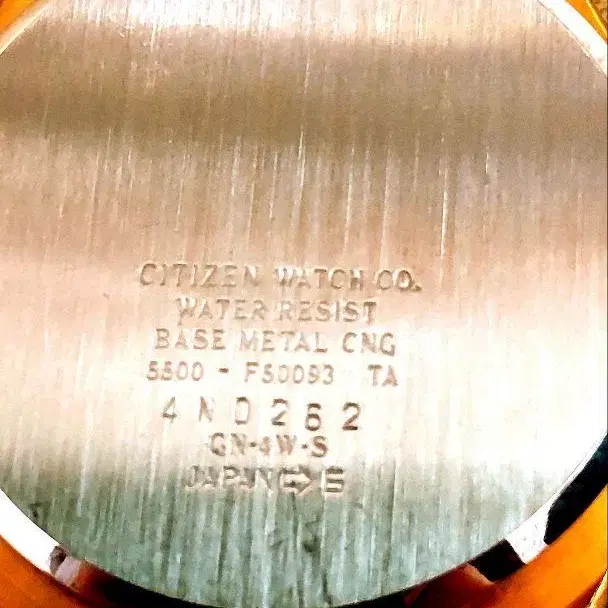 CITIZEN WATCH CO.
WATER RESIST
BASE METAL CNG
5500 - F50093 TA
4N0262
GN-4W-S
JAPAN